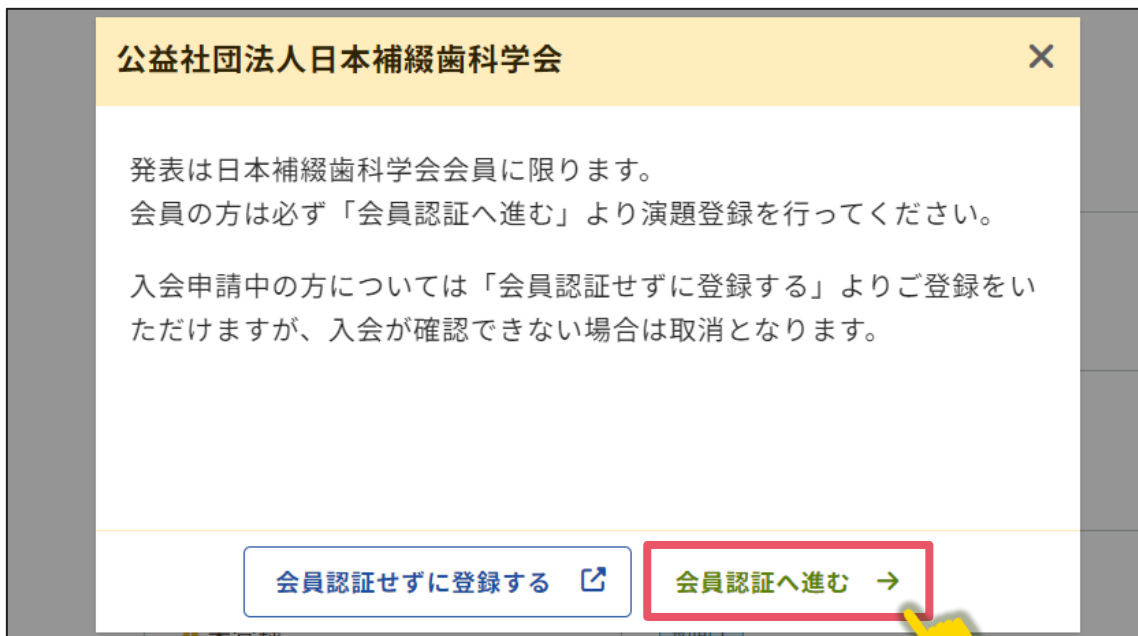 公益社団法人日本補綴歯科学会
発表は日本補綴歯科学会会員に限ります。
会員の方は必ず「会員認証へ進む」より演題登録を行ってください。
入会申請中の方については「会員認証せずに登録する」よりご登録をい
ただけますが、入会が確認できない場合は取消となります。
会員認証せずに登録する
会員認証へ進む →